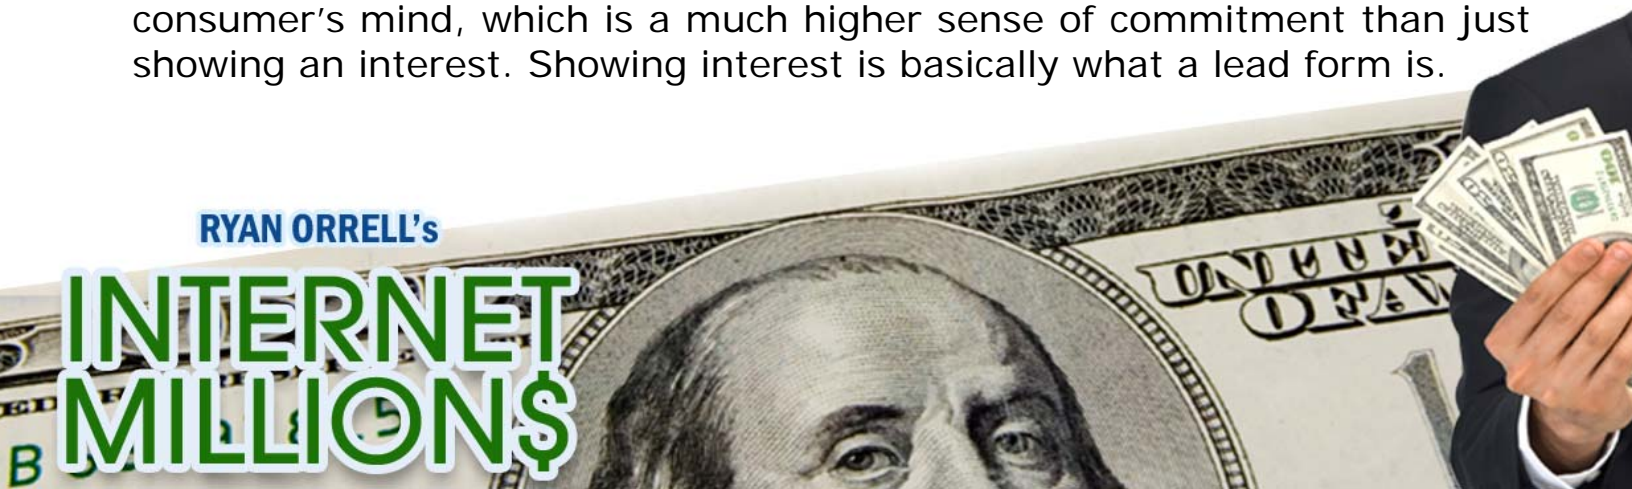 consumer’s mind, which is a much higher sense of commitment than just
showing an interest. Showing interest is basically what a lead form is.
RYAN ORRELL’s
INTERNET
MILLION$